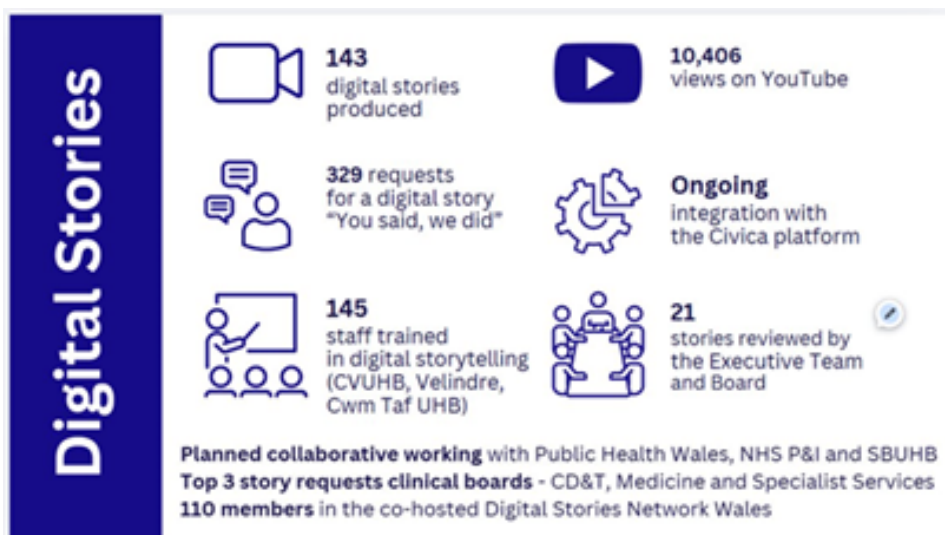 Digital Stories
143
digital stories
produced
10,406
views on YouTube
329 requests
for a digital story
“You said, we did”
Ongoing
integration with
the Civica platform
145
staff trained
in digital storytelling
(CVUHB, Velindre,
Cwm Taf UHB)
21
stories reviewed by
the Executive Team
and Board
Planned collaborative working with Public Health Wales, NHS P&I and SBUHB
Top 3 story requests clinical boards - CD&T, Medicine and Specialist Services
110 members in the co-hosted Digital Stories Network Wales